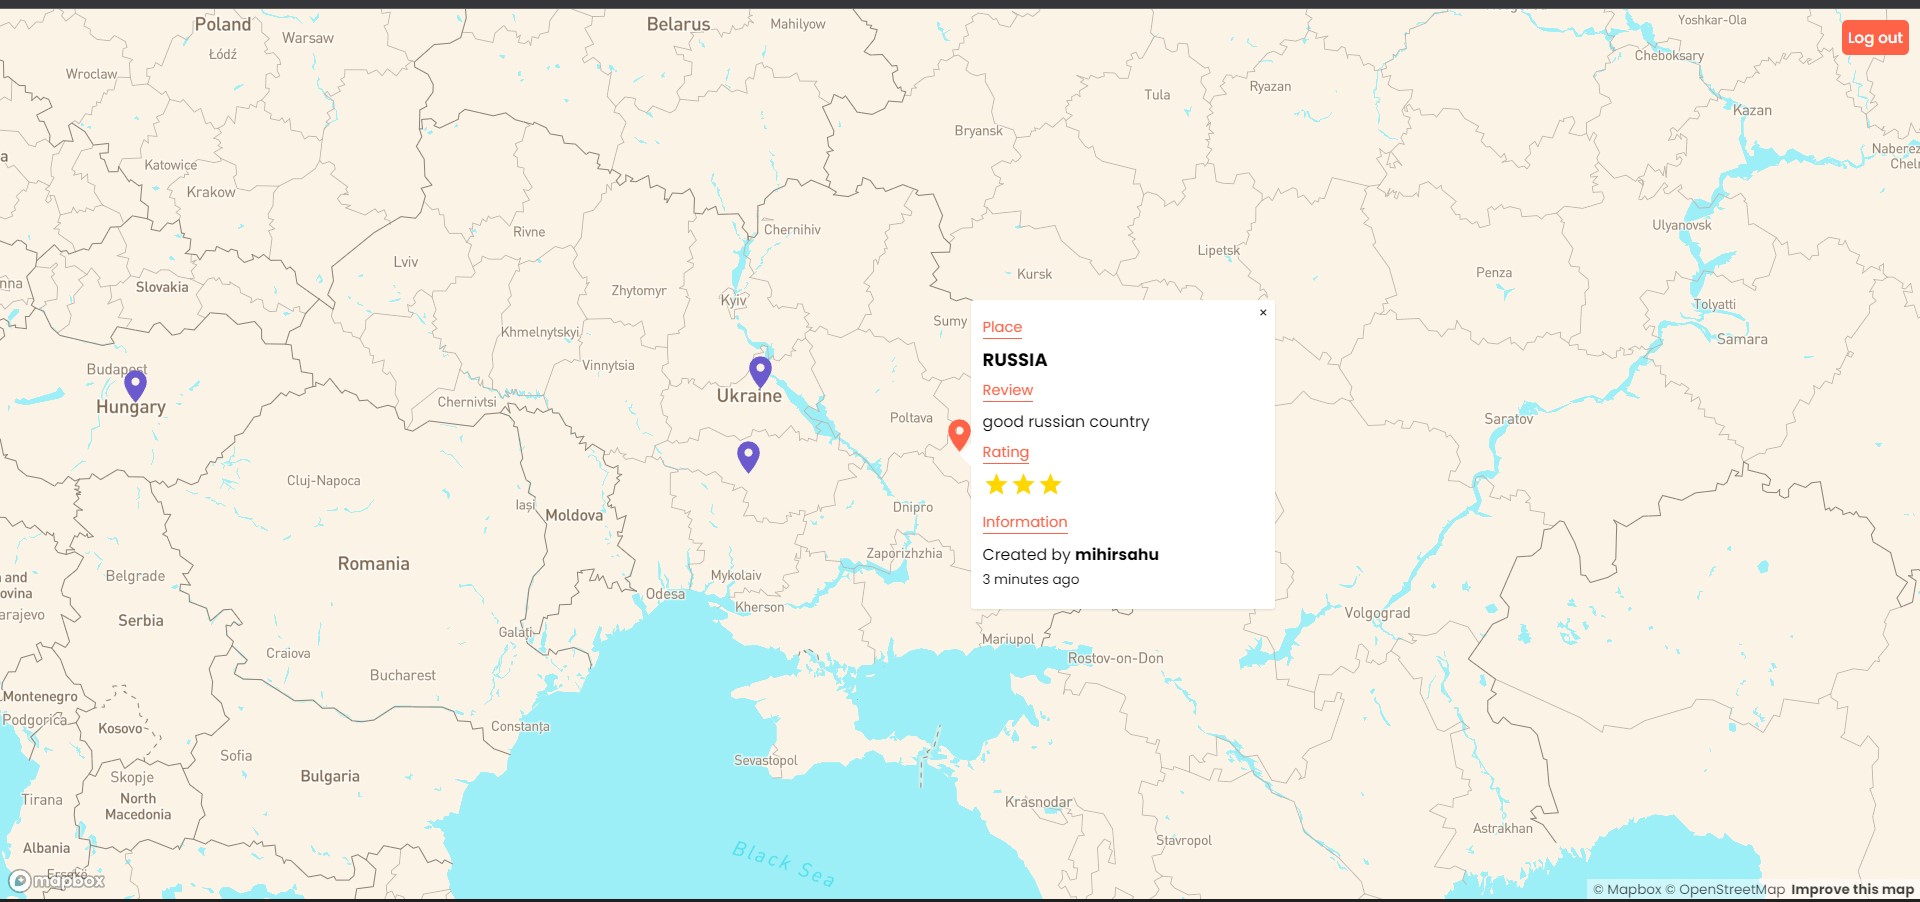 Poland
Belarus
Mahilyow
Yoshkar-Ola
Log out
Warsaw
Łódź
Cheboksary
Wroclaw
Tula
Ryazan
Kazan
Bryansk
Katowice
Krakow
Rivne
Chernihiv
Ulyanovsk
Lviv
Lipetsk
Kursk
Penza
Slovakia
Zhytomyr
Kyiv
Tolyatti
Sumy
Khmelnytskyi
Samara
×
Place
RUSSIA
Review
good russian country
Rating
Information
Created by mihirsahu
3 minutes ago
Budapest
Vinnytsia
Hungary
Ukraine
Chernivtsi
Poltava
Saratov
Cluj-Napoca
Iași
Moldova
Dnipro
Romania
Zaporizhzhia
Belgrade
Mykolaiv
and
Odesa
Kherson
Volgograd
Serbia
Galați
Mariupol
Craiova
Rostov-on-Don
Bucharest
Montenegro
Podgorica
Kosovo
Constanța
Sofia
Sevastopol
Skopje
Bulgaria
Tirana
North
Macedonia
Krasnodar
Astrakhan
Stavropol
Albania
Black Sea
mapbox
© Mapbox © OpenStreetMap Improve this map